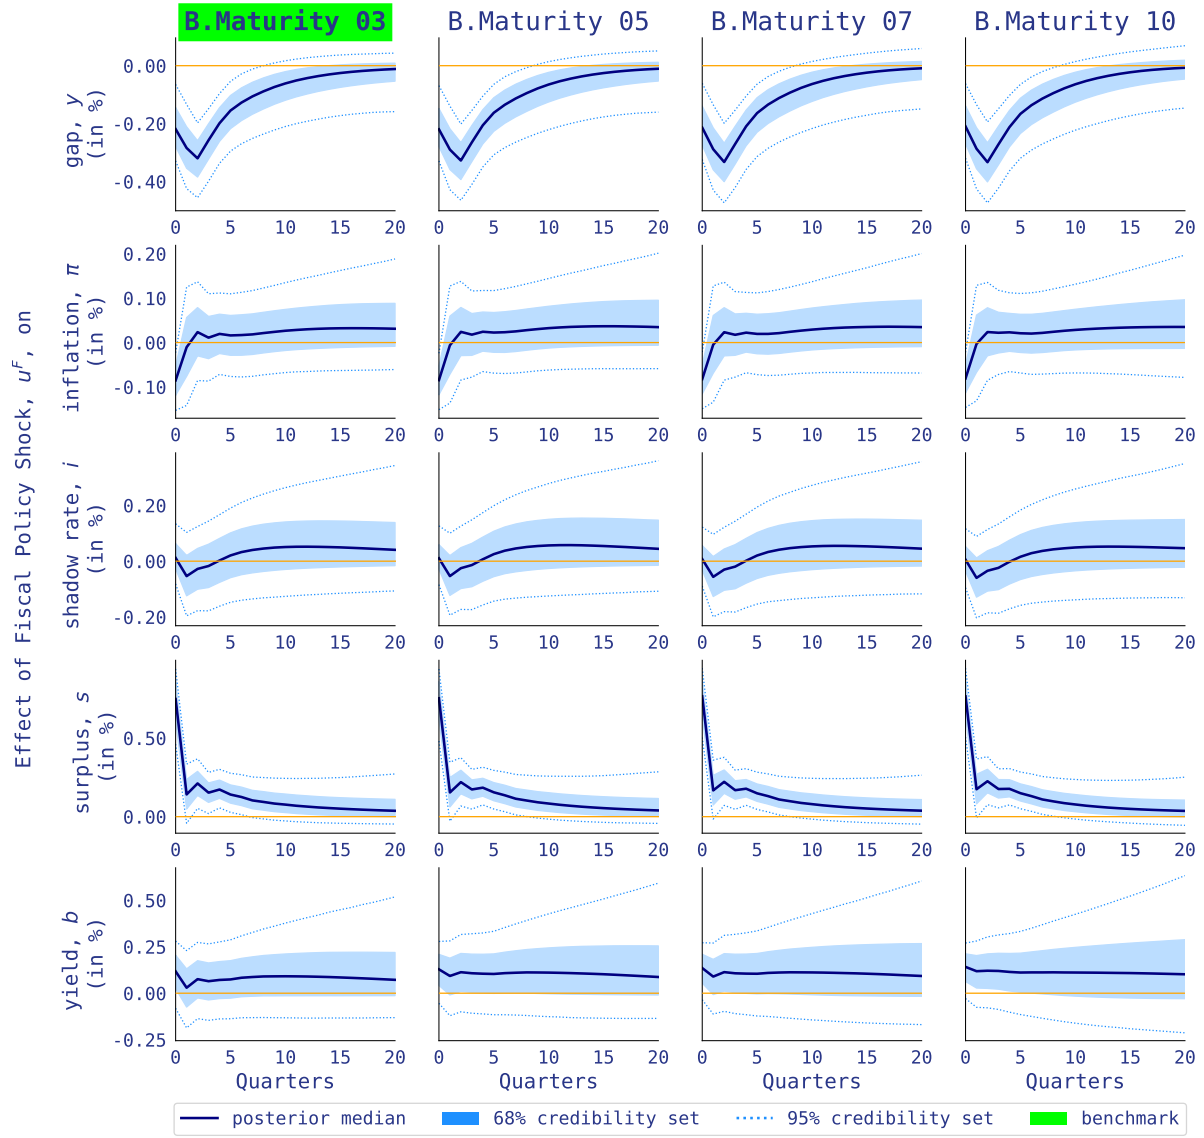 B.Maturity 03 B.Maturity 05 B.Maturity 07 B.Maturity 10
Effect of Fiscal Policy Shock, u^F, on
gap, y
(in %)
0.00
-0.20
-0.40
0 5 10 15 20 0 5 10 15 20 0 5 10 15 20 0 5 10 15 20
inflation, π
(in %)
0.20
0.10
0.00
-0.10
0 5 10 15 20 0 5 10 15 20 0 5 10 15 20 0 5 10 15 20
shadow rate, i
(in %)
0.20
0.00
-0.20
0 5 10 15 20 0 5 10 15 20 0 5 10 15 20 0 5 10 15 20
surplus, s
(in %)
0.50
0.00
0 5 10 15 20 0 5 10 15 20 0 5 10 15 20 0 5 10 15 20
yield, b
(in %)
0.50
0.25
0.00
-0.25
0 5 10 15 20 0 5 10 15 20 0 5 10 15 20 0 5 10 15 20
Quarters Quarters Quarters Quarters
posterior median 68% credibility set 95% credibility set benchmark